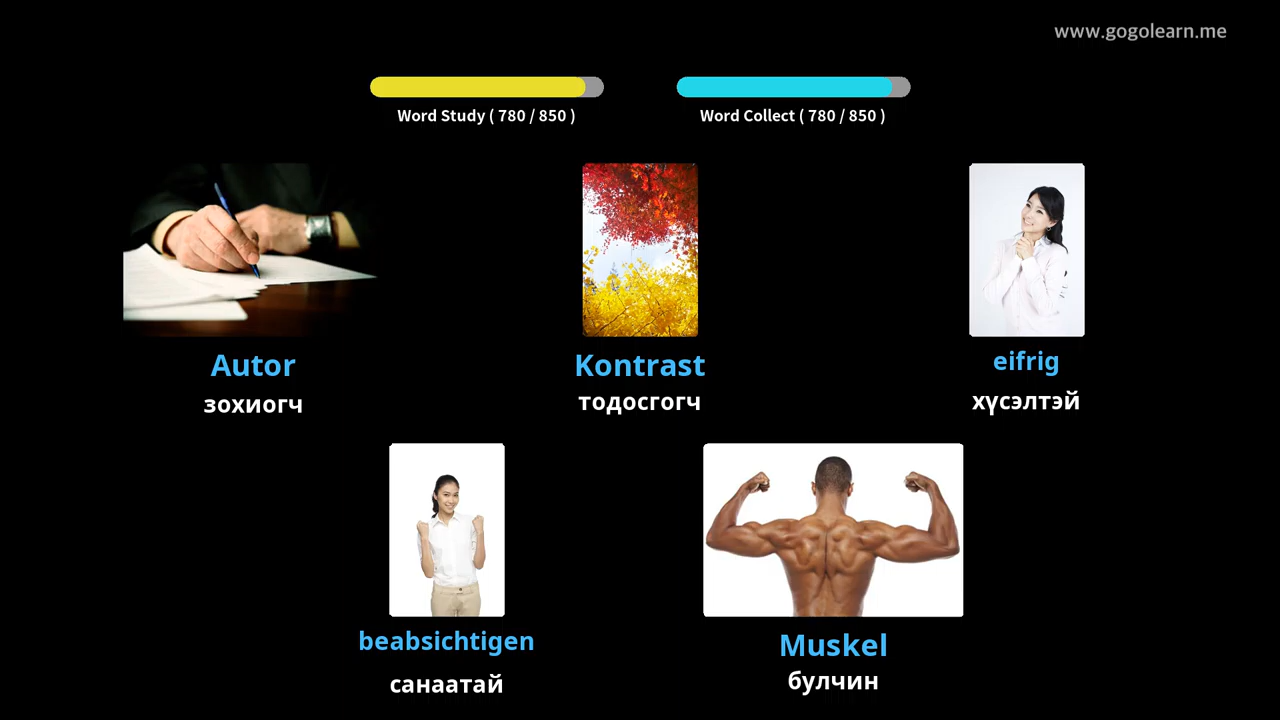 www.gogolearn.me
Word Study ( 780 / 850 )
Word Collect ( 780 / 850 )
Autor
зохиогч
Kontrast
тодосгогч
eifrig
хүсэлтэй
beabsichtigen
санаатай
Muskel
булчин